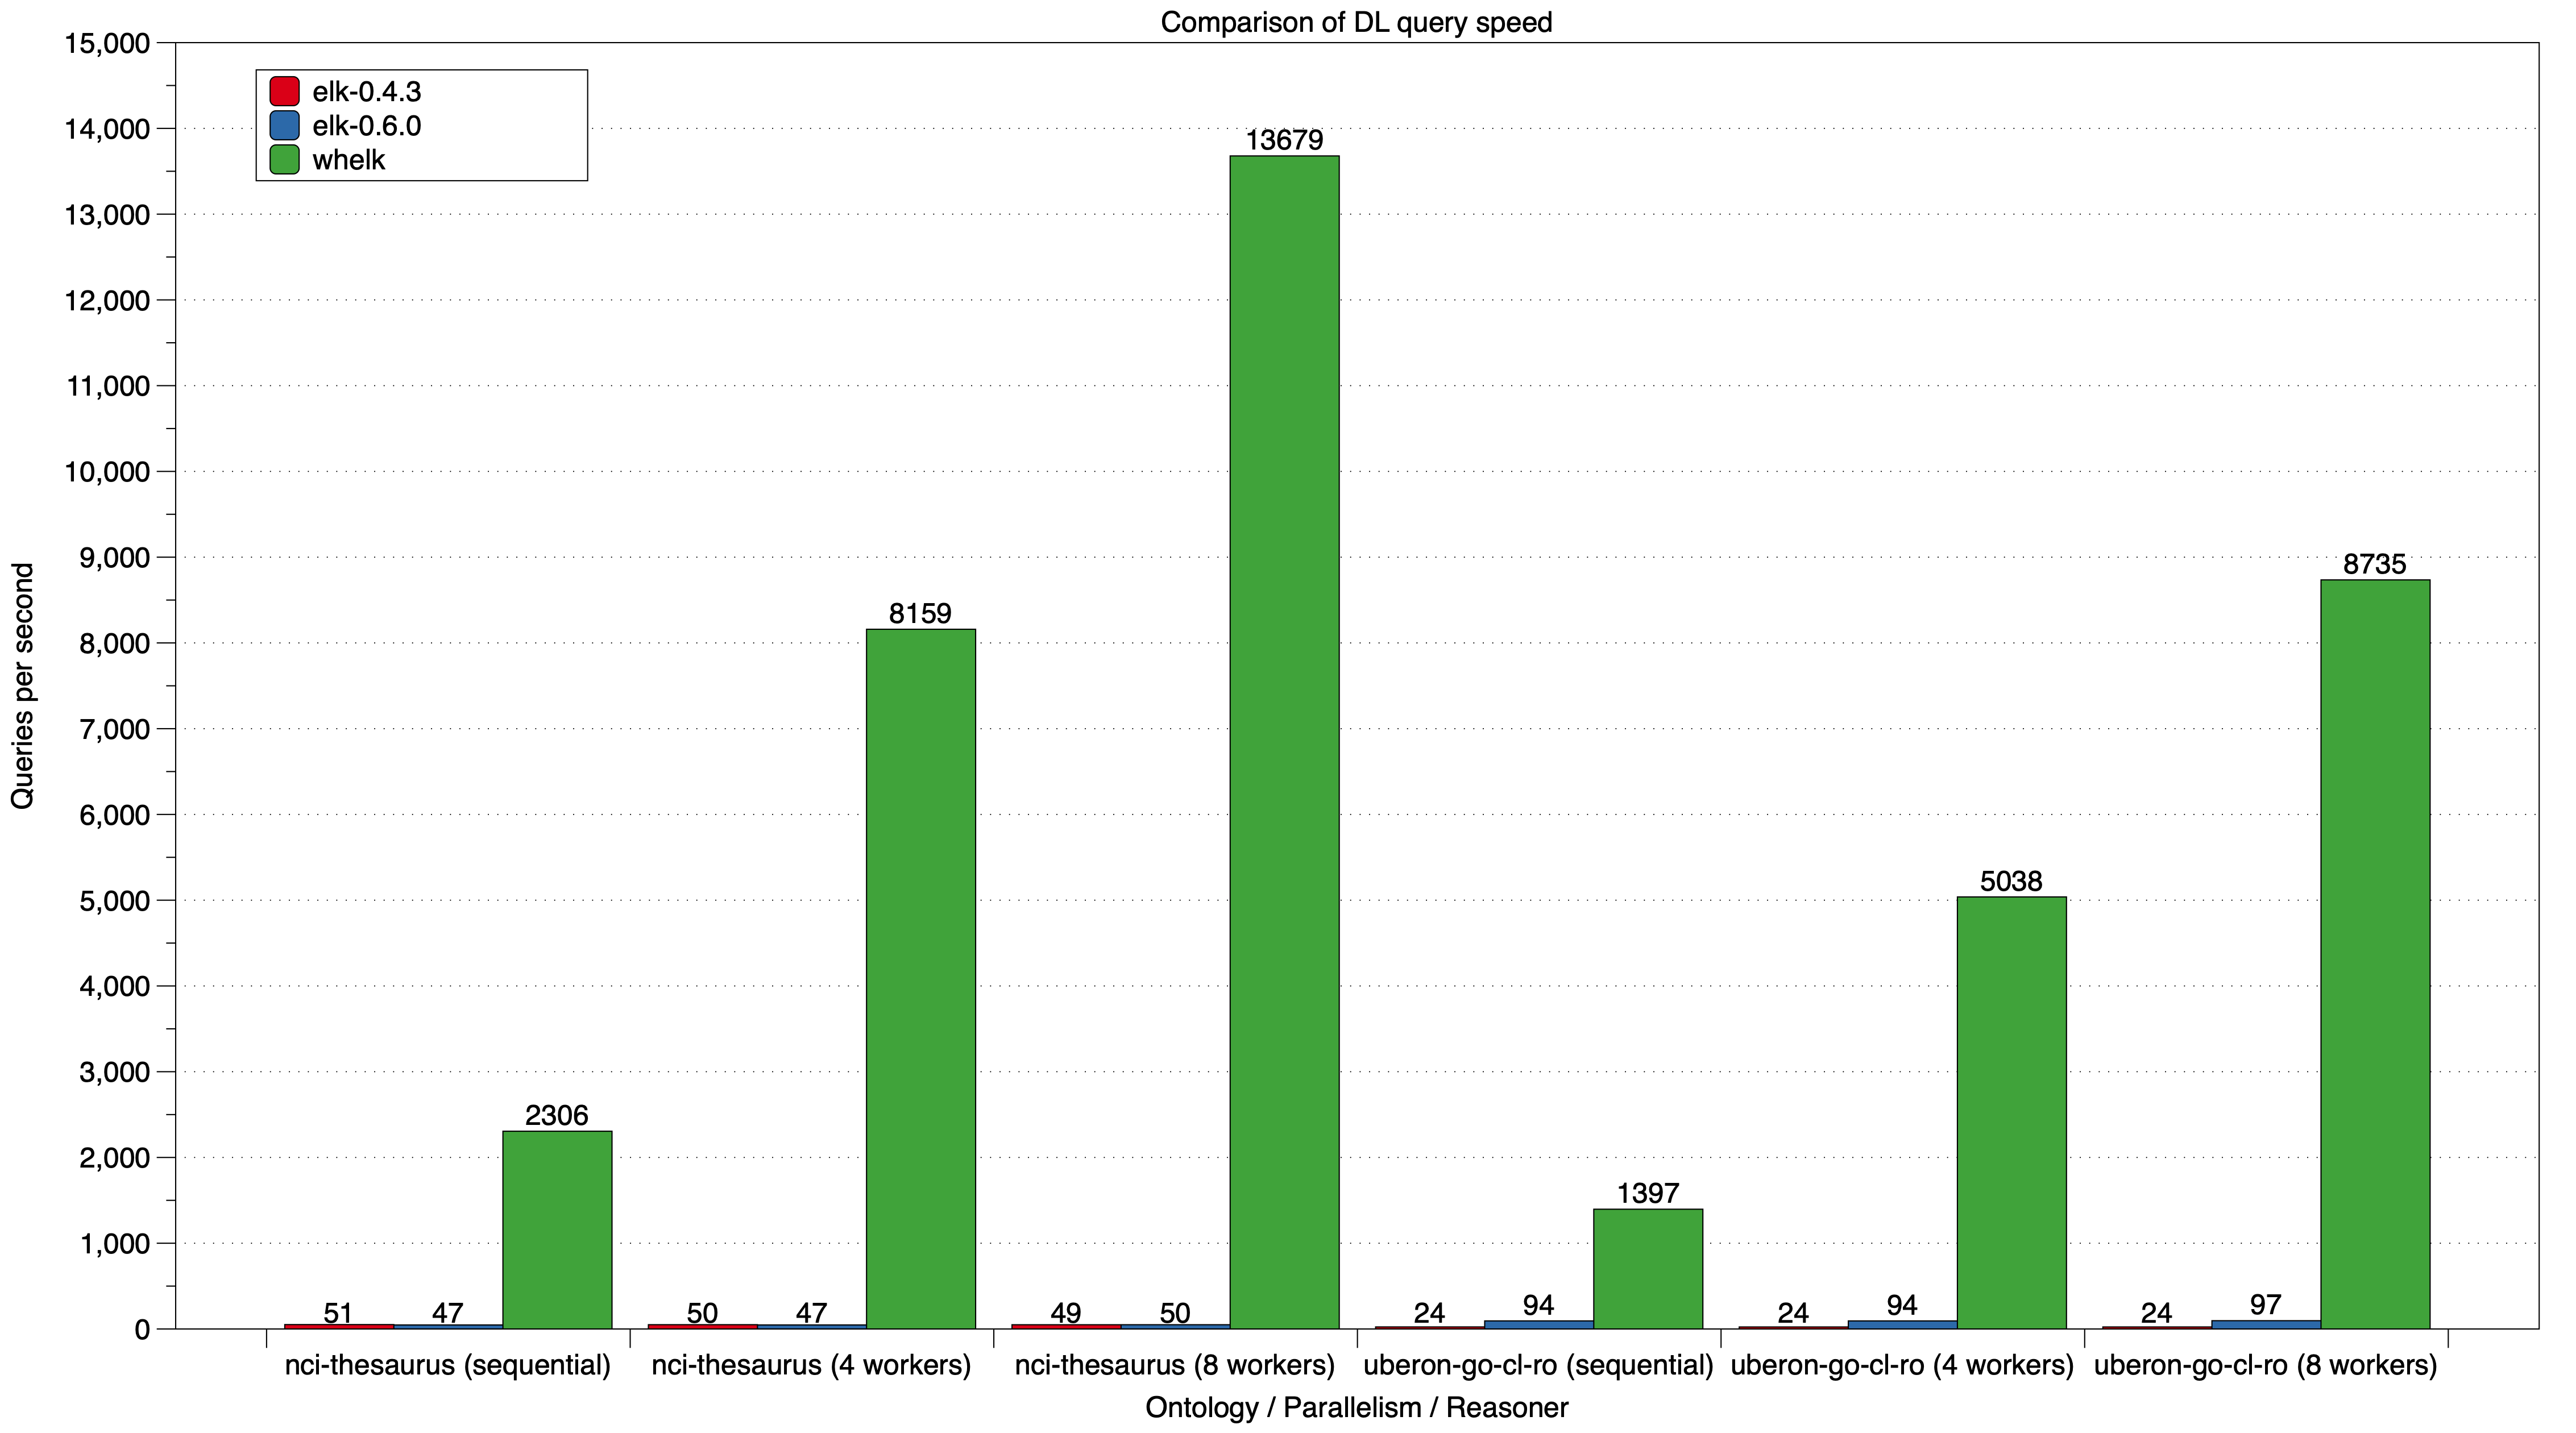 Comparison of DL query speed
elk-0.4.3
elk-0.6.0
whelk
Queries per second
15,000
14,000
13,000
12,000
11,000
10,000
9,000
8,000
7,000
6,000
5,000
4,000
3,000
2,000
1,000
0
51
47
2306
50
47
8159
49
50
13679
24
94
1397
24
94
5038
24
97
8735
nci-thesaurus (sequential)
nci-thesaurus (4 workers)
nci-thesaurus (8 workers)
uberon-go-cl-ro (sequential)
uberon-go-cl-ro (4 workers)
uberon-go-cl-ro (8 workers)
Ontology / Parallelism / Reasoner